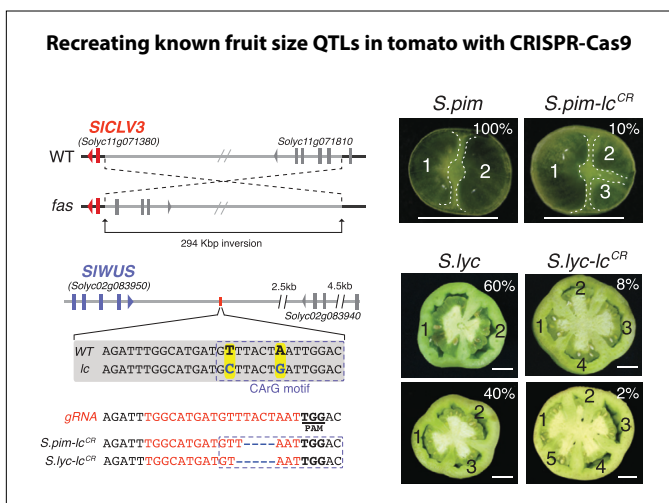 Recreating known fruit size QTLs in tomato with CRISPR-Cas9
SlCLV3
(Solyc11g071380)
Solyc11g071810
WT
fas
294 Kbp inversion
SlWUS
(Solyc02g083950)
2.5kb
4.5kb
Solyc02g083940
WT AGATTTGGCATGATGTTTACTAATTGGAC
lc AGATTTGGCATGATGCTTACTGATTGGAC
CArG motif
gRNA AGATTTGGCATGATGTTTACTAATTGGAC
PAM
S.pim-lcCR AGATTTGGCATGATGTT----AATTGGAC
S.lyc-lcCR AGATTTGGCATGATGT-----AATTGGAC
S.pim
S.pim-lcCR
100%
10%
1
2
1
2
3
S.lyc
S.lyc-lcCR
60%
8%
1
2
1
2
3
4
40%
2%
1
2
3
1
2
3
4
5